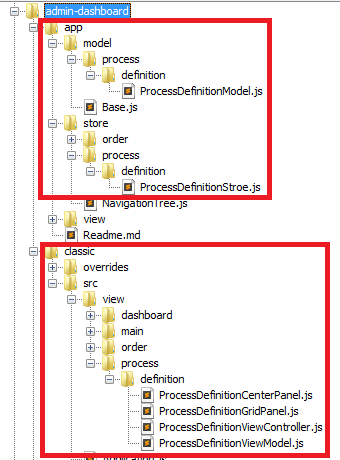 admin-dashboard
app
model
process
definition
ProcessDefinitionModel.js
Base.js
store
order
process
definition
ProcessDefinitionStroe.js
NavigationTree.js
view
Readme.md
classic
overrides
src
view
dashboard
main
order
process
definition
ProcessDefinitionCenterPanel.js
ProcessDefinitionGridPanel.js
ProcessDefinitionViewController.js
ProcessDefinitionViewModel.js
Application.js